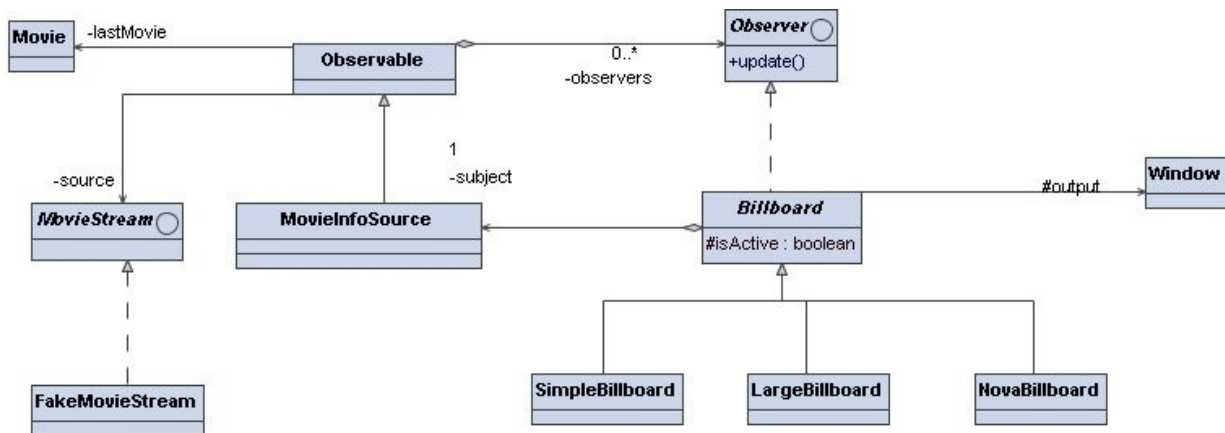 Movie
-lastMovie
Observable
0..*
-observers
Observer
+update()
-source
1
-subject
MovieStream
MovieInfoSource
Billboard
#isActive : boolean
#output
Window
FakeMovieStream
SimpleBillboard
LargeBillboard
NovaBillboard